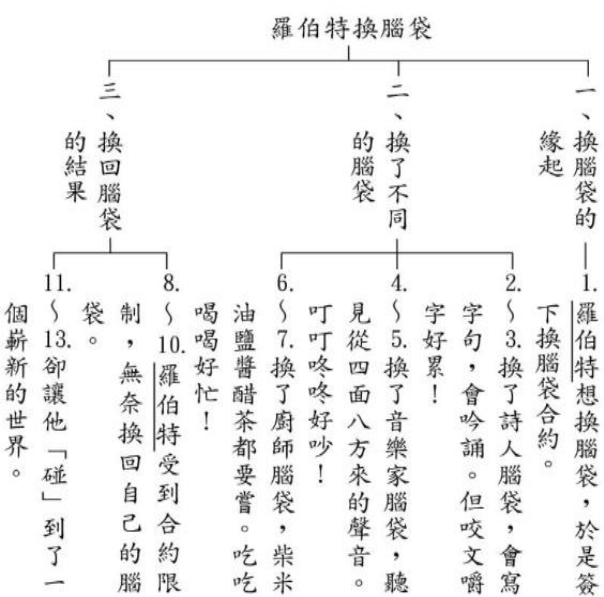 羅伯特換腦袋
一、換腦袋的
緣起
1.羅伯特想換腦袋，於是簽
下換腦袋合約。
二、換了不同
的腦袋
2.～3.換了詩人腦袋，會寫
字句，會吟誦。但咬文嚼
字好累！
4.～5.換了音樂家腦袋，聽
見從四面八方來的聲音。
叮叮咚咚好吵！
6.～7.換了廚師腦袋，柴米
油鹽醬醋茶都要嘗。吃吃
喝喝好忙！
三、換回腦袋
的結果
8.～10.羅伯特受到合約限
制，無奈換回自己的腦
袋。
11.～13.卻讓他「碰」到了一
個嶄新的世界。